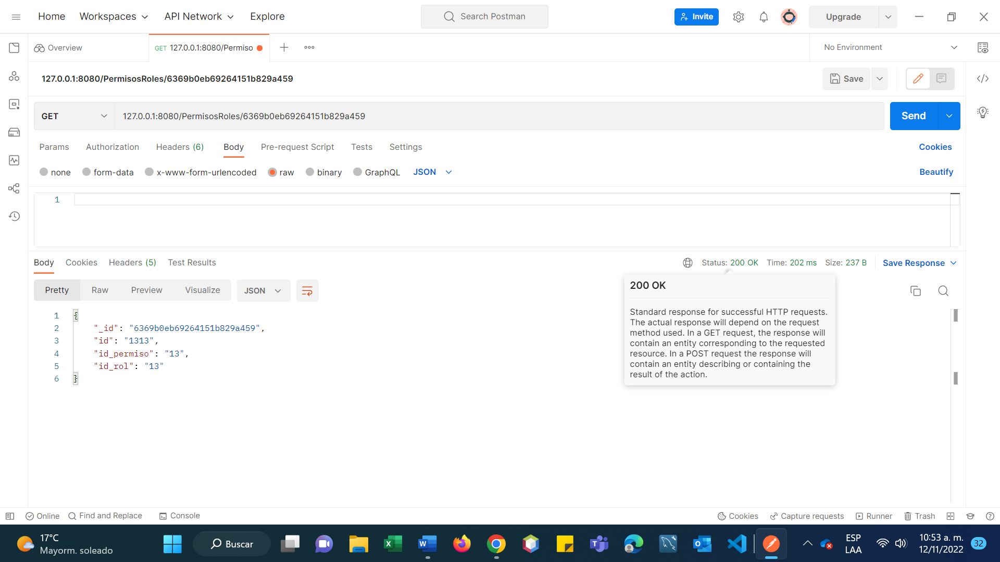 Home Workspaces API Network Explore Search Postman Invite Upgrade
Overview GET 127.0.0.1:8080/Permiso No Environment
127.0.0.1:8080/PermisosRoles/6369b0eb69264151b829a459 Save
GET 127.0.0.1:8080/PermisosRoles/6369b0eb69264151b829a459 Send
Params Authorization Headers (6) Body Pre-request Script Tests Settings Cookies
none form-data x-www-form-urlencoded raw binary GraphQL JSON Beautify
1
Body Cookies Headers (5) Test Results Status: 200 OK Time: 202 ms Size: 237 B Save Response
Pretty Raw Preview Visualize JSON
1 {
2 "_id": "6369b0eb69264151b829a459",
3 "id": "1313",
4 "id_permiso": "13",
5 "id_rol": "13"
6 }
200 OK
Standard response for successful HTTP requests.
The actual response will depend on the request
method used. In a GET request, the response will
contain an entity corresponding to the requested
resource. In a POST request the response will
contain an entity describing or containing the
result of the action.
Online Find and Replace Console Cookies Capture requests Runner Trash
17°C
Mayorm. soleado
Buscar
ESP
LAA
10:53 a. m.
12/11/2022
32